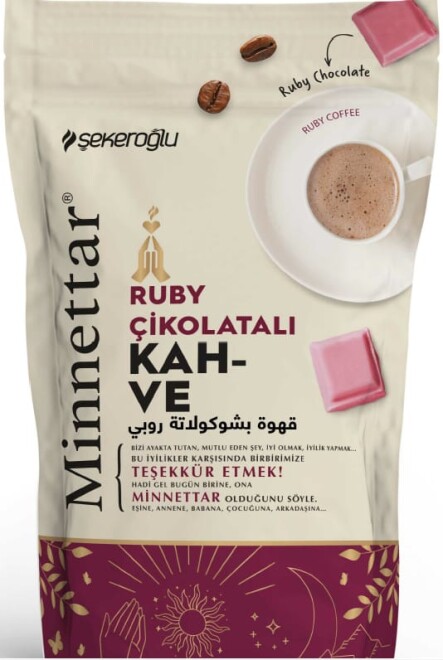 Ruby Chocolate
RUBY COFFEE
şekeroğlu
Minnettar®
RUBY
ÇİKOLATALI
KAH-
VE
قهوة بشوكولاتة روبي
BİZİ AYAKTA TUTAN, MUTLU EDEN ŞEY, İYİ OLMAK, İYİLİK YAPMAK...
BU İYİLİKLER KARŞISINDA BİRBİRİMİZE
TEŞEKKÜR ETMEK!
HADİ GEL BUGÜN BİRİNE, ONA
MİNNETTAR OLDUĞUNU SÖYLE.
EŞİNE, ANNENE, BABANA, ÇOCUĞUNA, ARKADAŞINA...